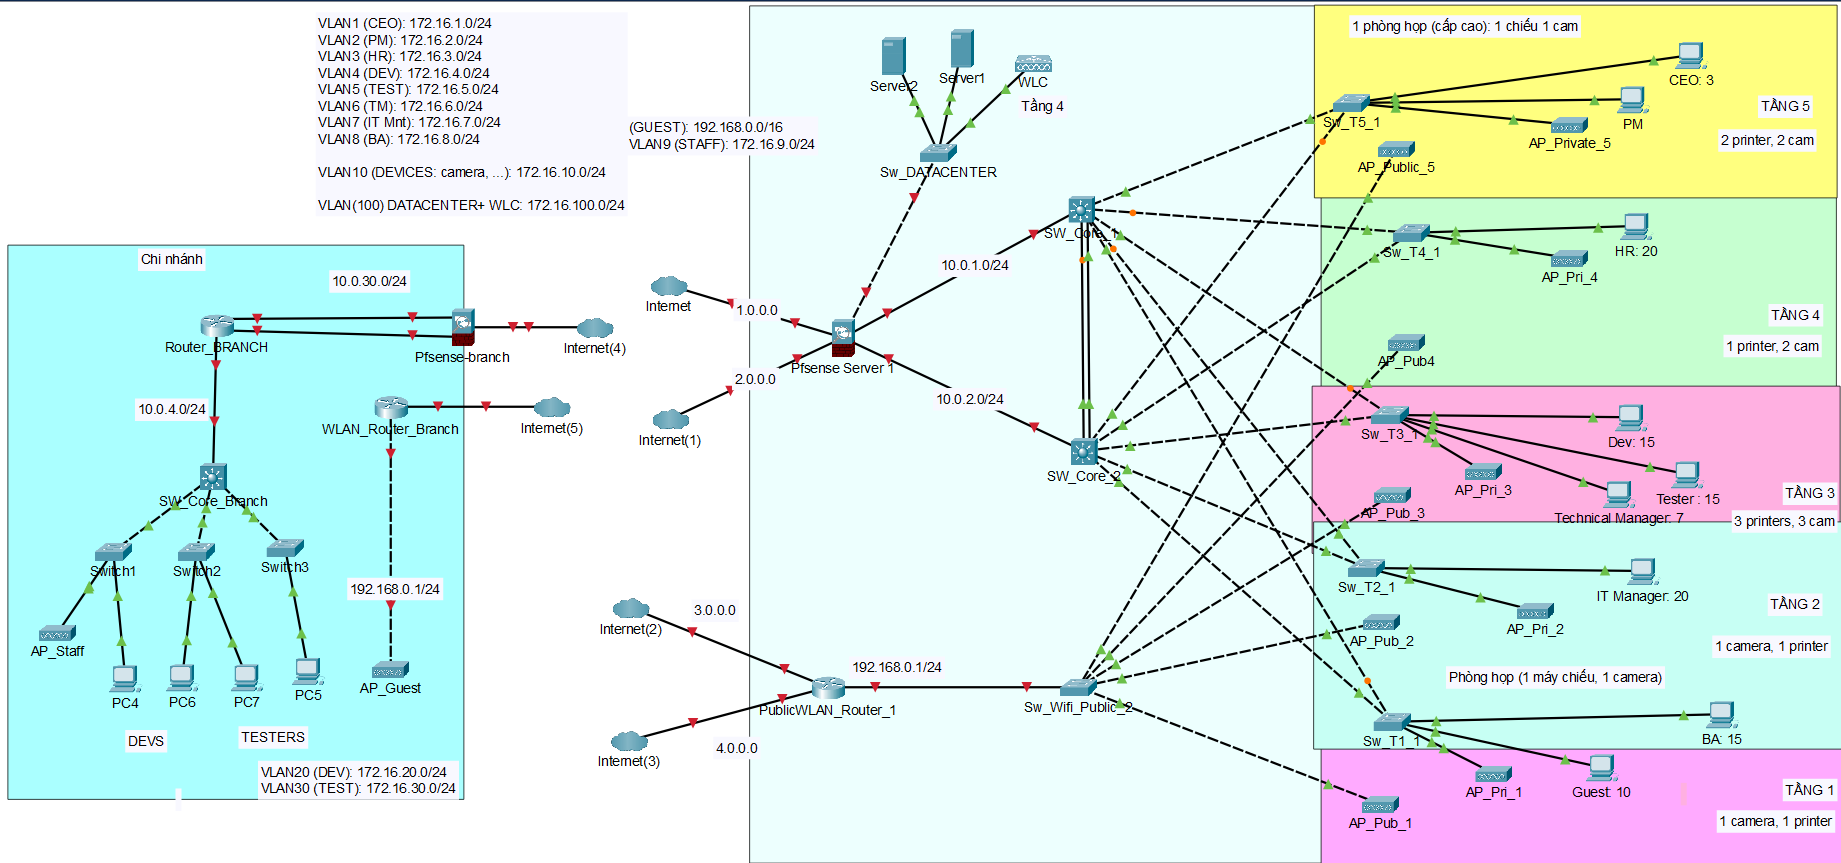 VLAN1 (CEO): 172.16.1.0/24
VLAN2 (PM): 172.16.2.0/24
VLAN3 (HR): 172.16.3.0/24
VLAN4 (DEV): 172.16.4.0/24
VLAN5 (TEST): 172.16.5.0/24
VLAN6 (TM): 172.16.6.0/24
VLAN7 (IT Mnt): 172.16.7.0/24
VLAN8 (BA): 172.16.8.0/24
VLAN10 (DEVICES: camera, ...): 172.16.10.0/24
VLAN(100) DATACENTER+ WLC: 172.16.100.0/24
(GUEST): 192.168.0.0/16
VLAN9 (STAFF): 172.16.9.0/24
Chi nhánh
10.0.30.0/24
Router_BRANCH
Pfsense-branch
Internet(4)
10.0.4.0/24
WLAN_Router_Branch
Internet(5)
SW_Core_Branch
Switch1
Switch2
Switch3
192.168.0.1/24
AP_Staff
PC4
PC6
PC7
PC5
AP_Guest
DEVS
TESTERS
VLAN20 (DEV): 172.16.20.0/24
VLAN30 (TEST): 172.16.30.0/24
Server2
Server1
WLC
Tầng 4
Sw_DATACENTER
SW_Core_1
10.0.1.0/24
Internet
1.0.0.0
Pfsense Server 1
2.0.0.0
Internet(1)
10.0.2.0/24
SW_Core_2
Internet(2)
3.0.0.0
192.168.0.1/24
PublicWLAN_Router_1
Sw_Wifi_Public_2
4.0.0.0
Internet(3)
1 phòng họp (cấp cao): 1 chiếu 1 cam
CEO: 3
Sw_T5_1
PM
TẦNG 5
AP_Private_5
2 printer, 2 cam
AP_Public_5
Sw_T4_1
HR: 20
AP_Pri_4
TẦNG 4
1 printer, 2 cam
AP_Pub4
Sw_T3_1
Dev: 15
AP_Pri_3
Tester : 15
TẦNG 3
AP_Pub_3
Technical Manager: 7
3 printers, 3 cam
Sw_T2_1
IT Manager: 20
TẦNG 2
AP_Pri_2
AP_Pub_2
1 camera, 1 printer
Phòng họp (1 máy chiếu, 1 camera)
Sw_T1_1
BA: 15
AP_Pri_1
Guest: 10
TẦNG 1
AP_Pub_1
1 camera, 1 printer